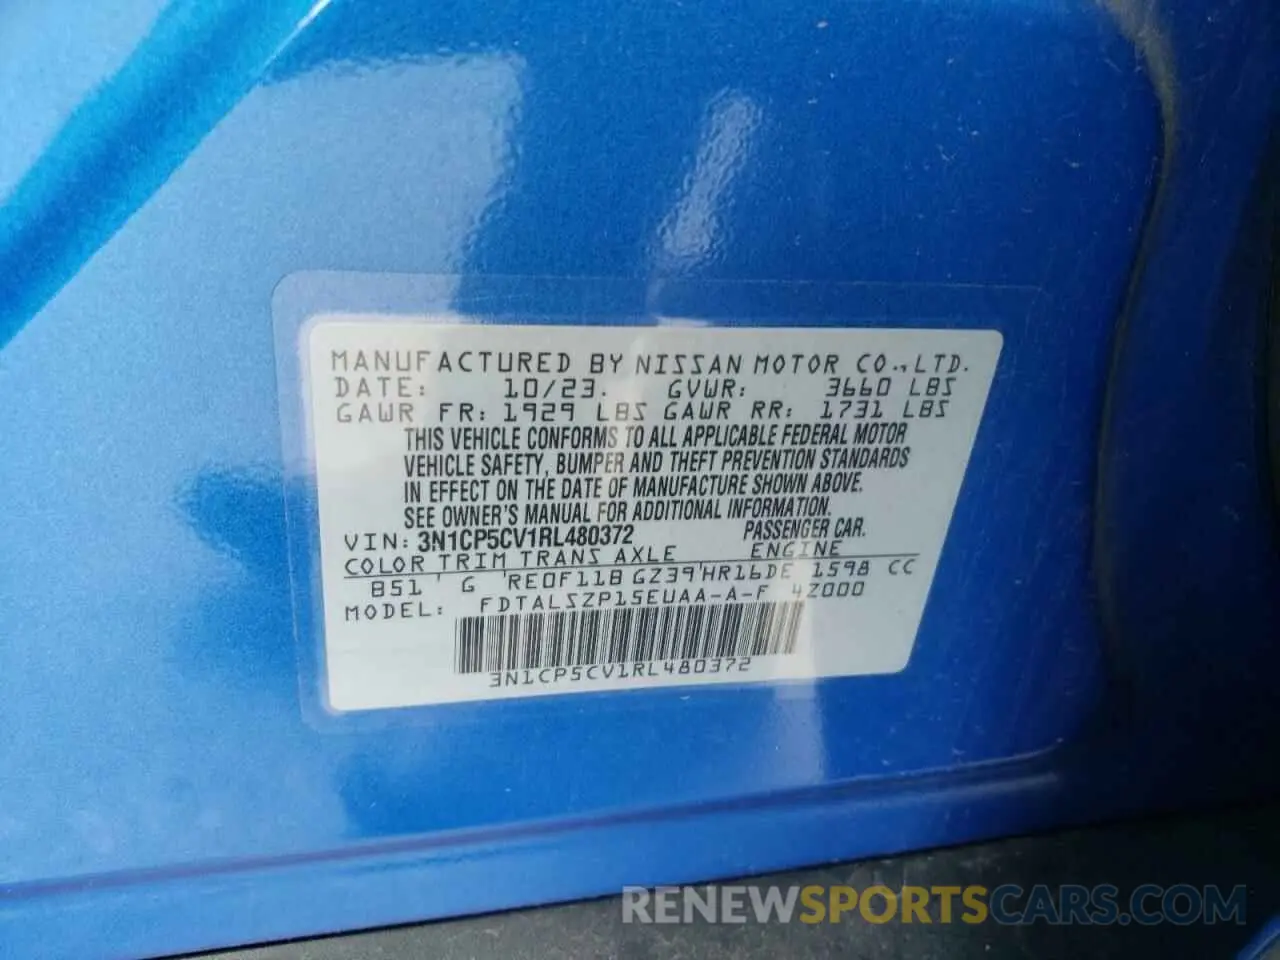 MANUFACTURED BY NISSAN MOTOR CO.,LTD.
DATE: 10/23. GVWR: 3660 LBS
GAWR FR: 1929 LBS GAWR RR: 1731 LBS
THIS VEHICLE CONFORMS TO ALL APPLICABLE FEDERAL MOTOR
VEHICLE SAFETY, BUMPER AND THEFT PREVENTION STANDARDS
IN EFFECT ON THE DATE OF MANUFACTURE SHOWN ABOVE.
SEE OWNER'S MANUAL FOR ADDITIONAL INFORMATION.
VIN: 3N1CP5CV1RL480372 PASSENGER CAR.
COLOR TRIM TRANS AXLE ENGINE
B51 G RE0F11B GZ39 HR16DE 1598 CC
MODEL: FDTALSZP15EUAA-A-F 4Z000
3N1CP5CV1RL480372
RENEWSPORTSCARS.COM